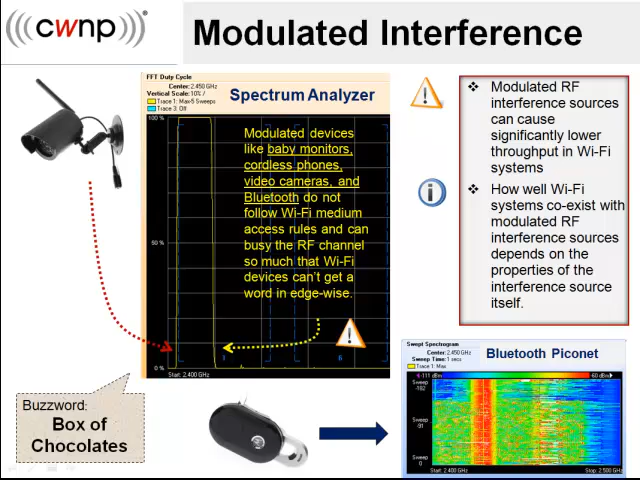 cwnp
Modulated Interference
FFT Duty Cycle
Center: 2.450 GHz
Vertical Scale: 10% /
Trace 1: Max-5 Sweeps
Trace 3: Off
Spectrum Analyzer
100 %
50 %
0 %
Modulated devices
like baby monitors,
cordless phones,
video cameras, and
Bluetooth do not
follow Wi-Fi medium
access rules and can
busy the RF channel
so much that Wi-Fi
devices can't get a
word in edge-wise.
1
6
Start: 2.400 GHz
❖ Modulated RF
interference sources
can cause
significantly lower
throughput in Wi-Fi
systems
❖ How well Wi-Fi
systems co-exist with
modulated RF
interference sources
depends on the
properties of the
interference source
itself.
Buzzword:
Box of
Chocolates
Swept Spectrogram
Center: 2.450 GHz
Sweep Time: 1 secs
Trace 1: Max
Bluetooth Piconet
-111 dBm
-60 dBm
Sweep
-182
Sweep
-91
Sweep
0
Start: 2.400 GHz
Stop: 2.500 GHz